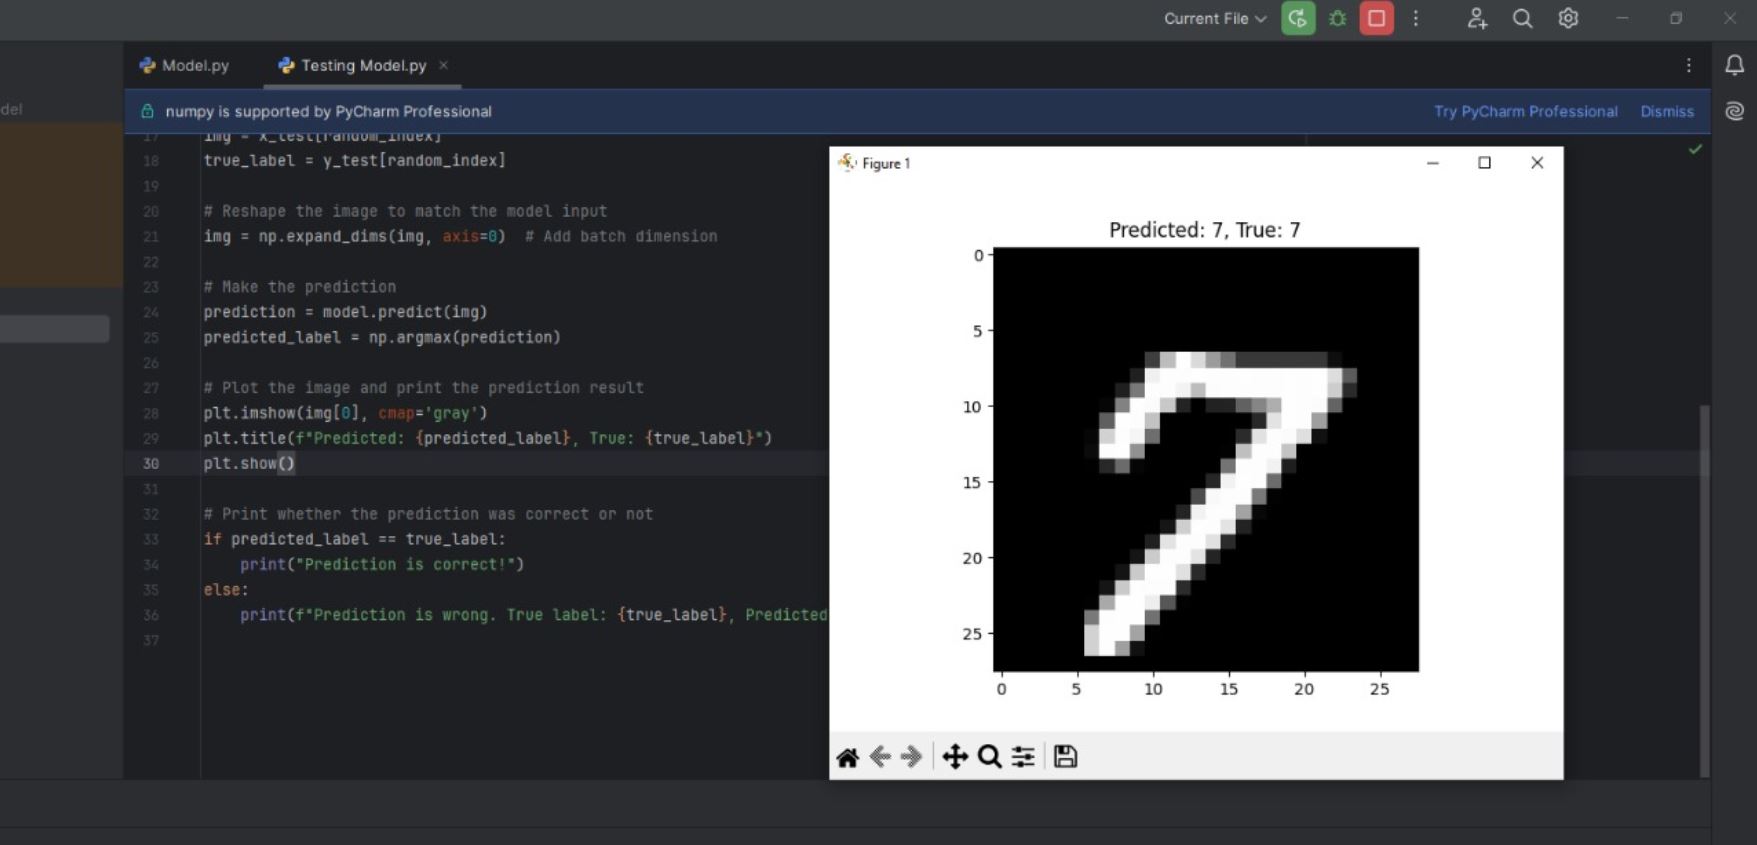 Current File
Model.py
Testing Model.py
del
numpy is supported by PyCharm Professional
Try PyCharm Professional
Dismiss
17 img = x_test[random_index]
18 true_label = y_test[random_index]
19
20 # Reshape the image to match the model input
21 img = np.expand_dims(img, axis=0)  # Add batch dimension
22
23 # Make the prediction
24 prediction = model.predict(img)
25 predicted_label = np.argmax(prediction)
26
27 # Plot the image and print the prediction result
28 plt.imshow(img[0], cmap='gray')
29 plt.title(f"Predicted: {predicted_label}, True: {true_label}")
30 plt.show()
31
32 # Print whether the prediction was correct or not
33 if predicted_label == true_label:
34     print("Prediction is correct!")
35 else:
36     print(f"Prediction is wrong. True label: {true_label}, Predicted
37
Figure 1
Predicted: 7, True: 7
0
5
10
15
20
25
7
0 5 10 15 20 25